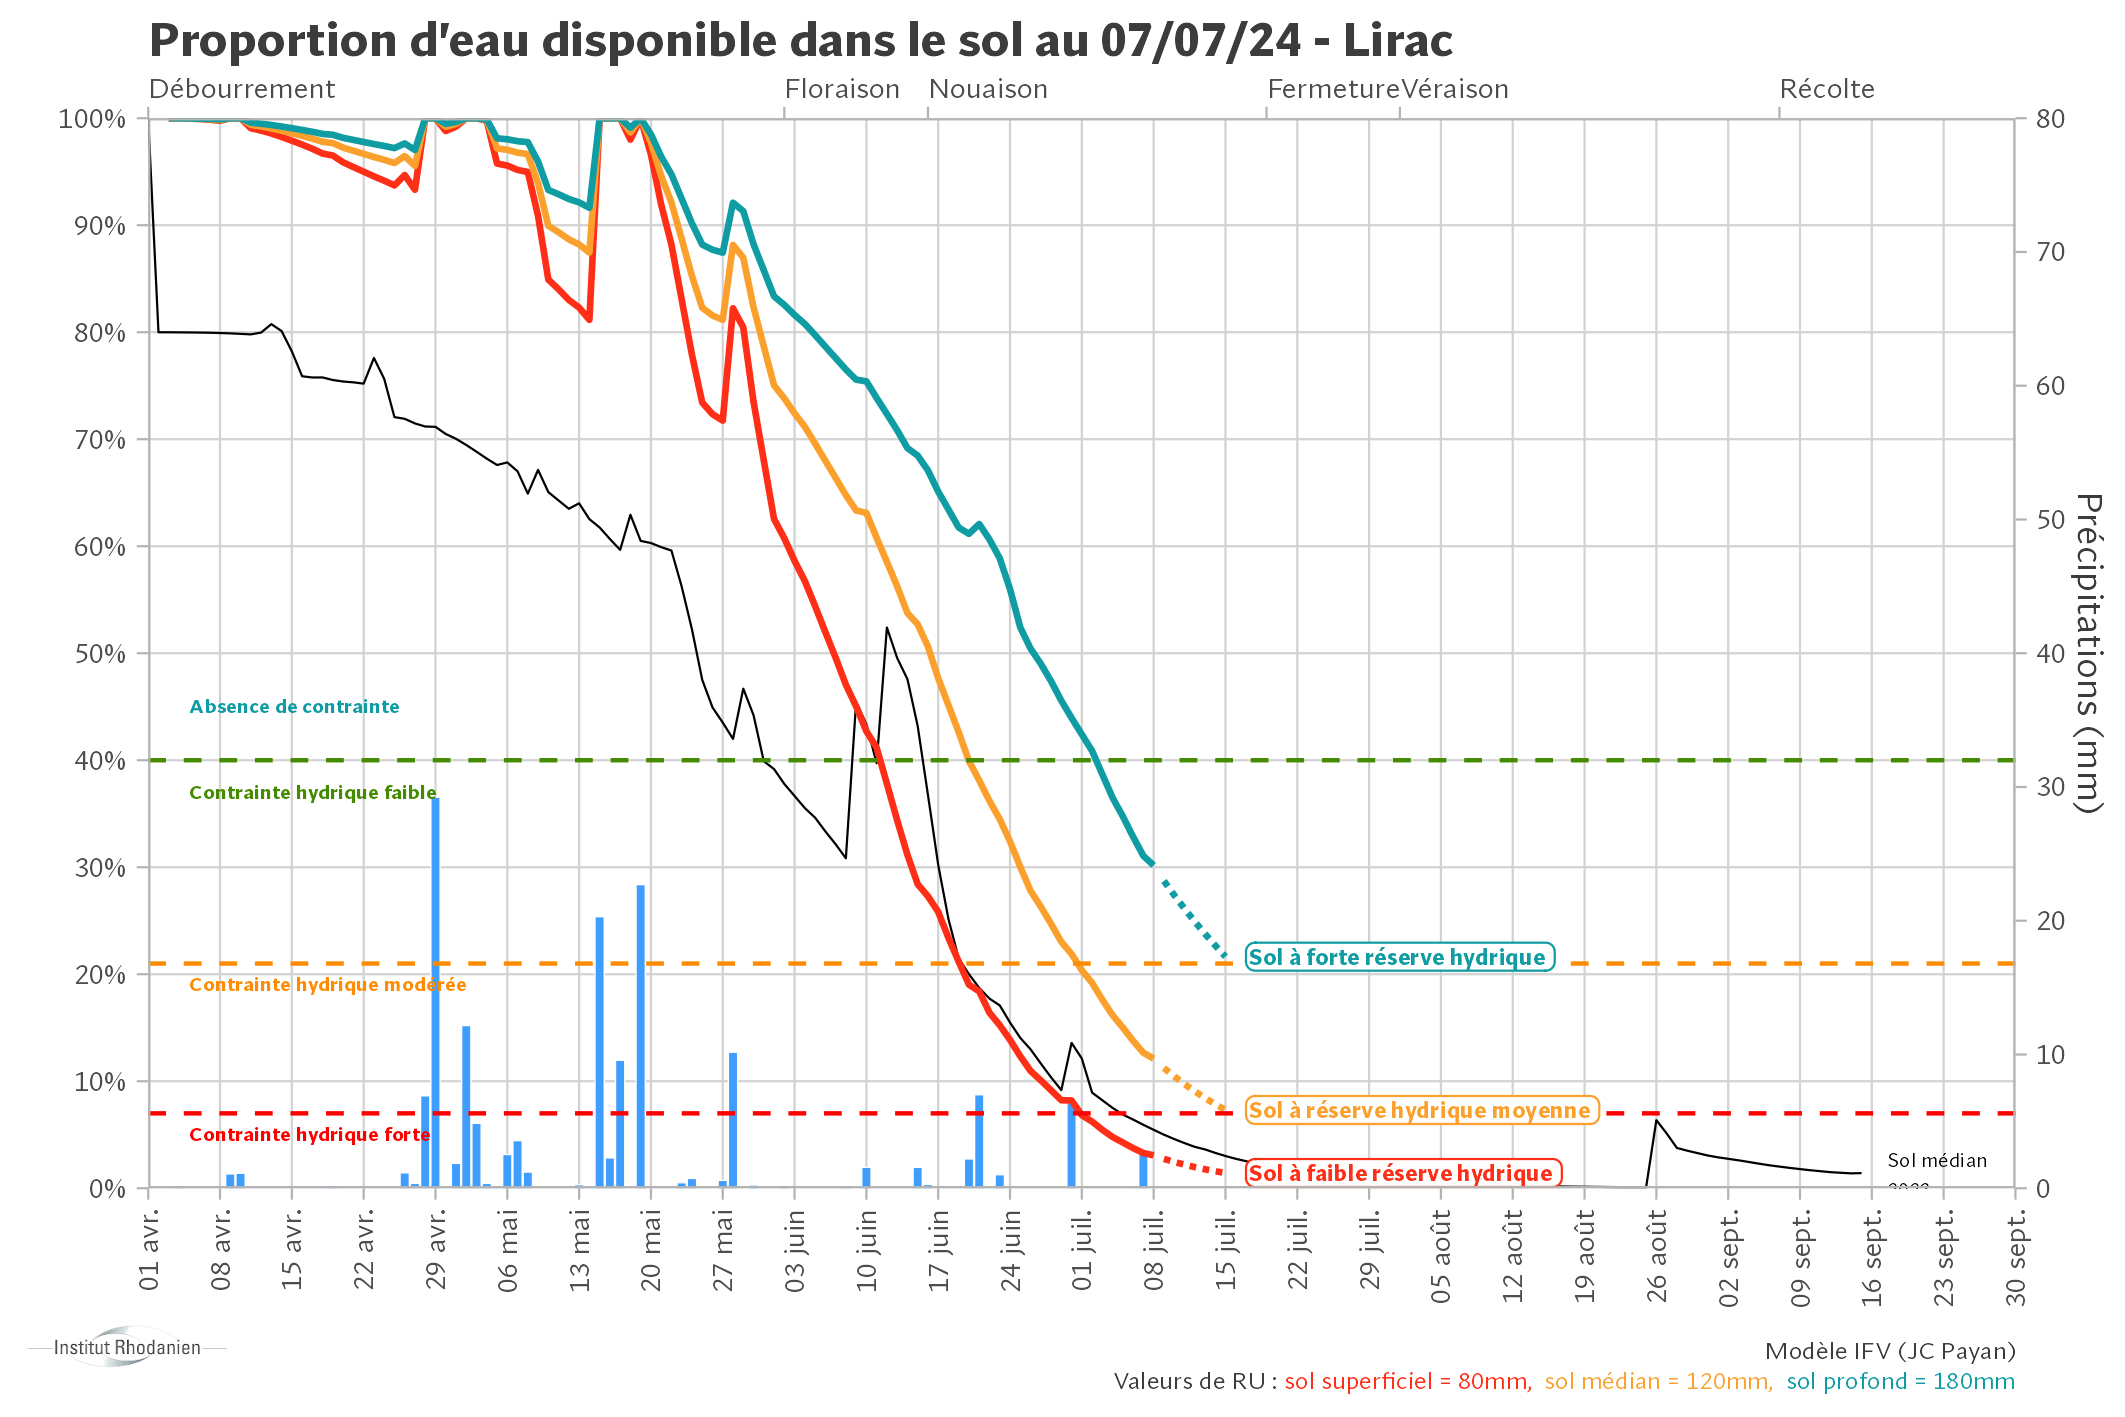 Proportion d'eau disponible dans le sol au 07/07/24 - Lirac
Débourrement Floraison Nouaison Fermeture Véraison Récolte
100% 80
90%
70
80%
60
70%
50
60%
50% 40
Précipitations (mm)
Absence de contrainte
40%
Contrainte hydrique faible
30
30%
20
Sol à forte réserve hydrique
20%
Contrainte hydrique modérée
10
10%
Sol à réserve hydrique moyenne
Contrainte hydrique forte
Sol médian
Sol à faible réserve hydrique
0% 0
01 avr. 08 avr. 15 avr. 22 avr. 29 avr. 06 mai 13 mai 20 mai 27 mai 03 juin 10 juin 17 juin 24 juin 01 juil. 08 juil. 15 juil. 22 juil. 29 juil. 05 août 12 août 19 août 26 août 02 sept. 09 sept. 16 sept. 23 sept. 30 sept.
Institut Rhodanien
Modèle IFV (JC Payan)
Valeurs de RU : sol superficiel = 80mm, sol médian = 120mm, sol profond = 180mm